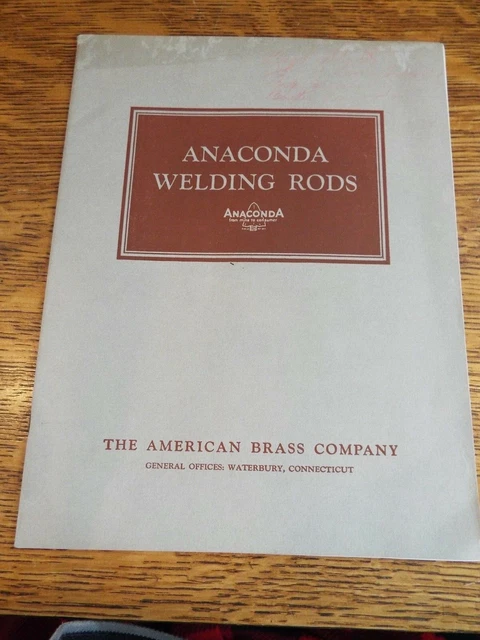 ANACONDA
WELDING RODS
ANACONDA
from mine to consumer
THE AMERICAN BRASS COMPANY
GENERAL OFFICES: WATERBURY, CONNECTICUT